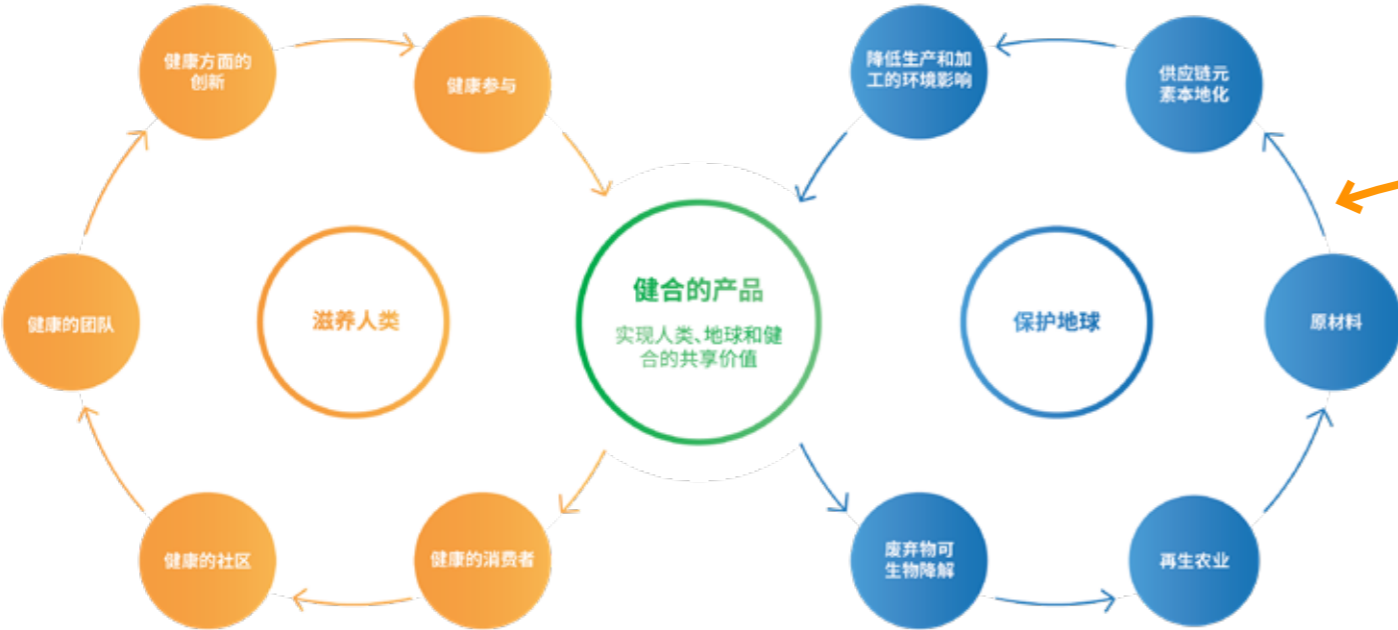 健康方面的
创新
健康参与
健康的团队
滋养人类
健康的社区
健康的消费者
健合的产品
实现人类、地球和健
合的共享价值
降低生产和加
工的环境影响
供应链元
素本地化
保护地球
原材料
废弃物可
生物降解
再生农业